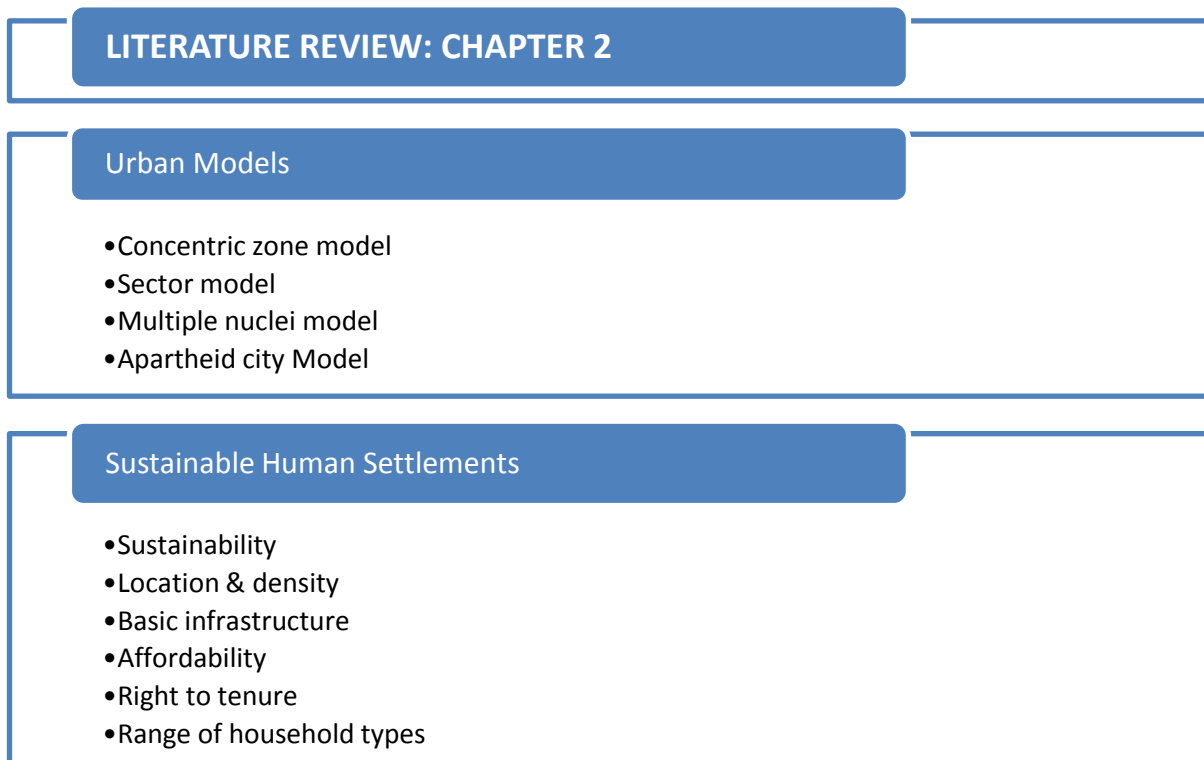 LITERATURE REVIEW: CHAPTER 2
Urban Models
•Concentric zone model
•Sector model
•Multiple nuclei model
•Apartheid city Model
Sustainable Human Settlements
•Sustainability
•Location & density
•Basic infrastructure
•Affordability
•Right to tenure
•Range of household types